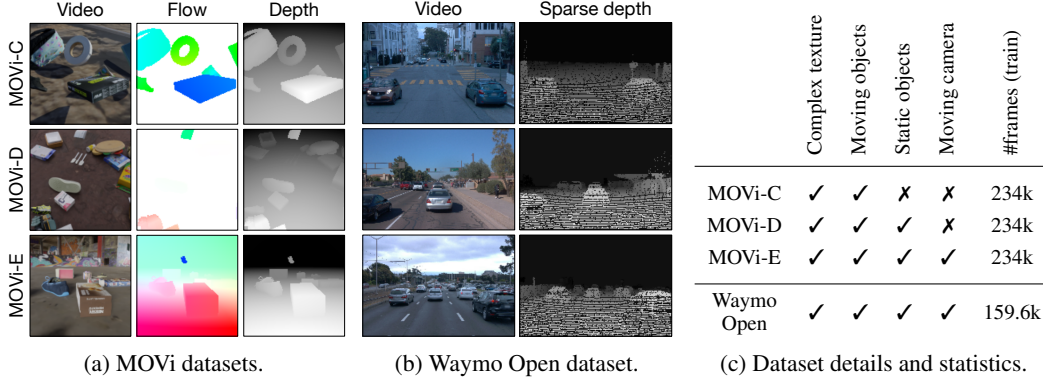 Video Flow Depth Video Sparse depth
MOVi-C
MOVi-D
MOVi-E
Complex texture
Moving objects
Static objects
Moving camera
#frames (train)
MOVi-C ✓ ✓ ✗ ✗ 234k
MOVi-D ✓ ✓ ✓ ✗ 234k
MOVi-E ✓ ✓ ✓ ✓ 234k
Waymo
Open ✓ ✓ ✓ ✓ 159.6k
(a) MOVi datasets.
(b) Waymo Open dataset.
(c) Dataset details and statistics.